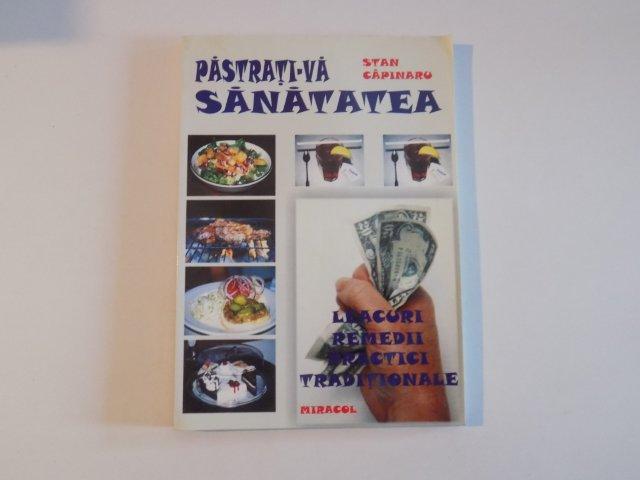 PĂSTRAȚI-VĂ
STAN
CĂPINARU
SĂNĂTATEA
LEACURI
REMEDII
PRACTICI
TRADIȚIONALE
MIRACOL